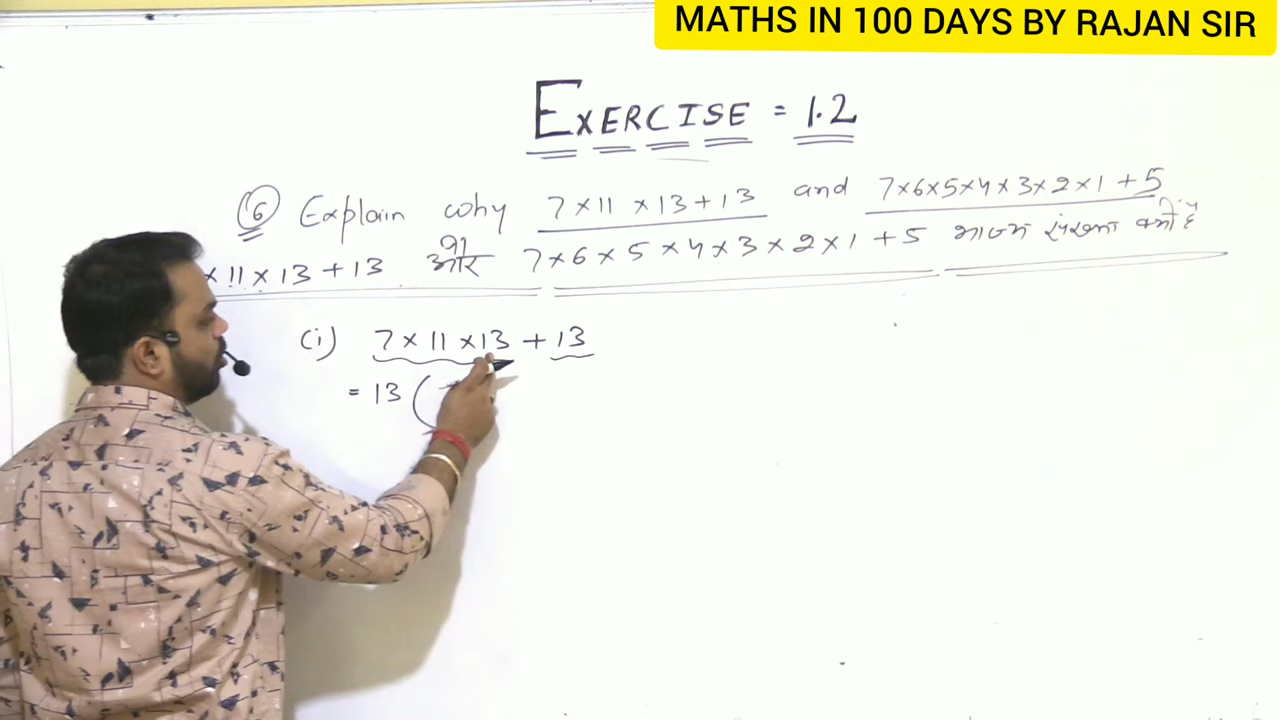 MATHS IN 100 DAYS BY RAJAN SIR
EXERCISE = 1.2
(6) Explain why 7×11×13+13 and 7×6×5×4×3×2×1+5
×11×13+13 और 7×6×5×4×3×2×1+5 भाज्य संख्या क्यों है
(i) 7×11×13+13
= 13 (